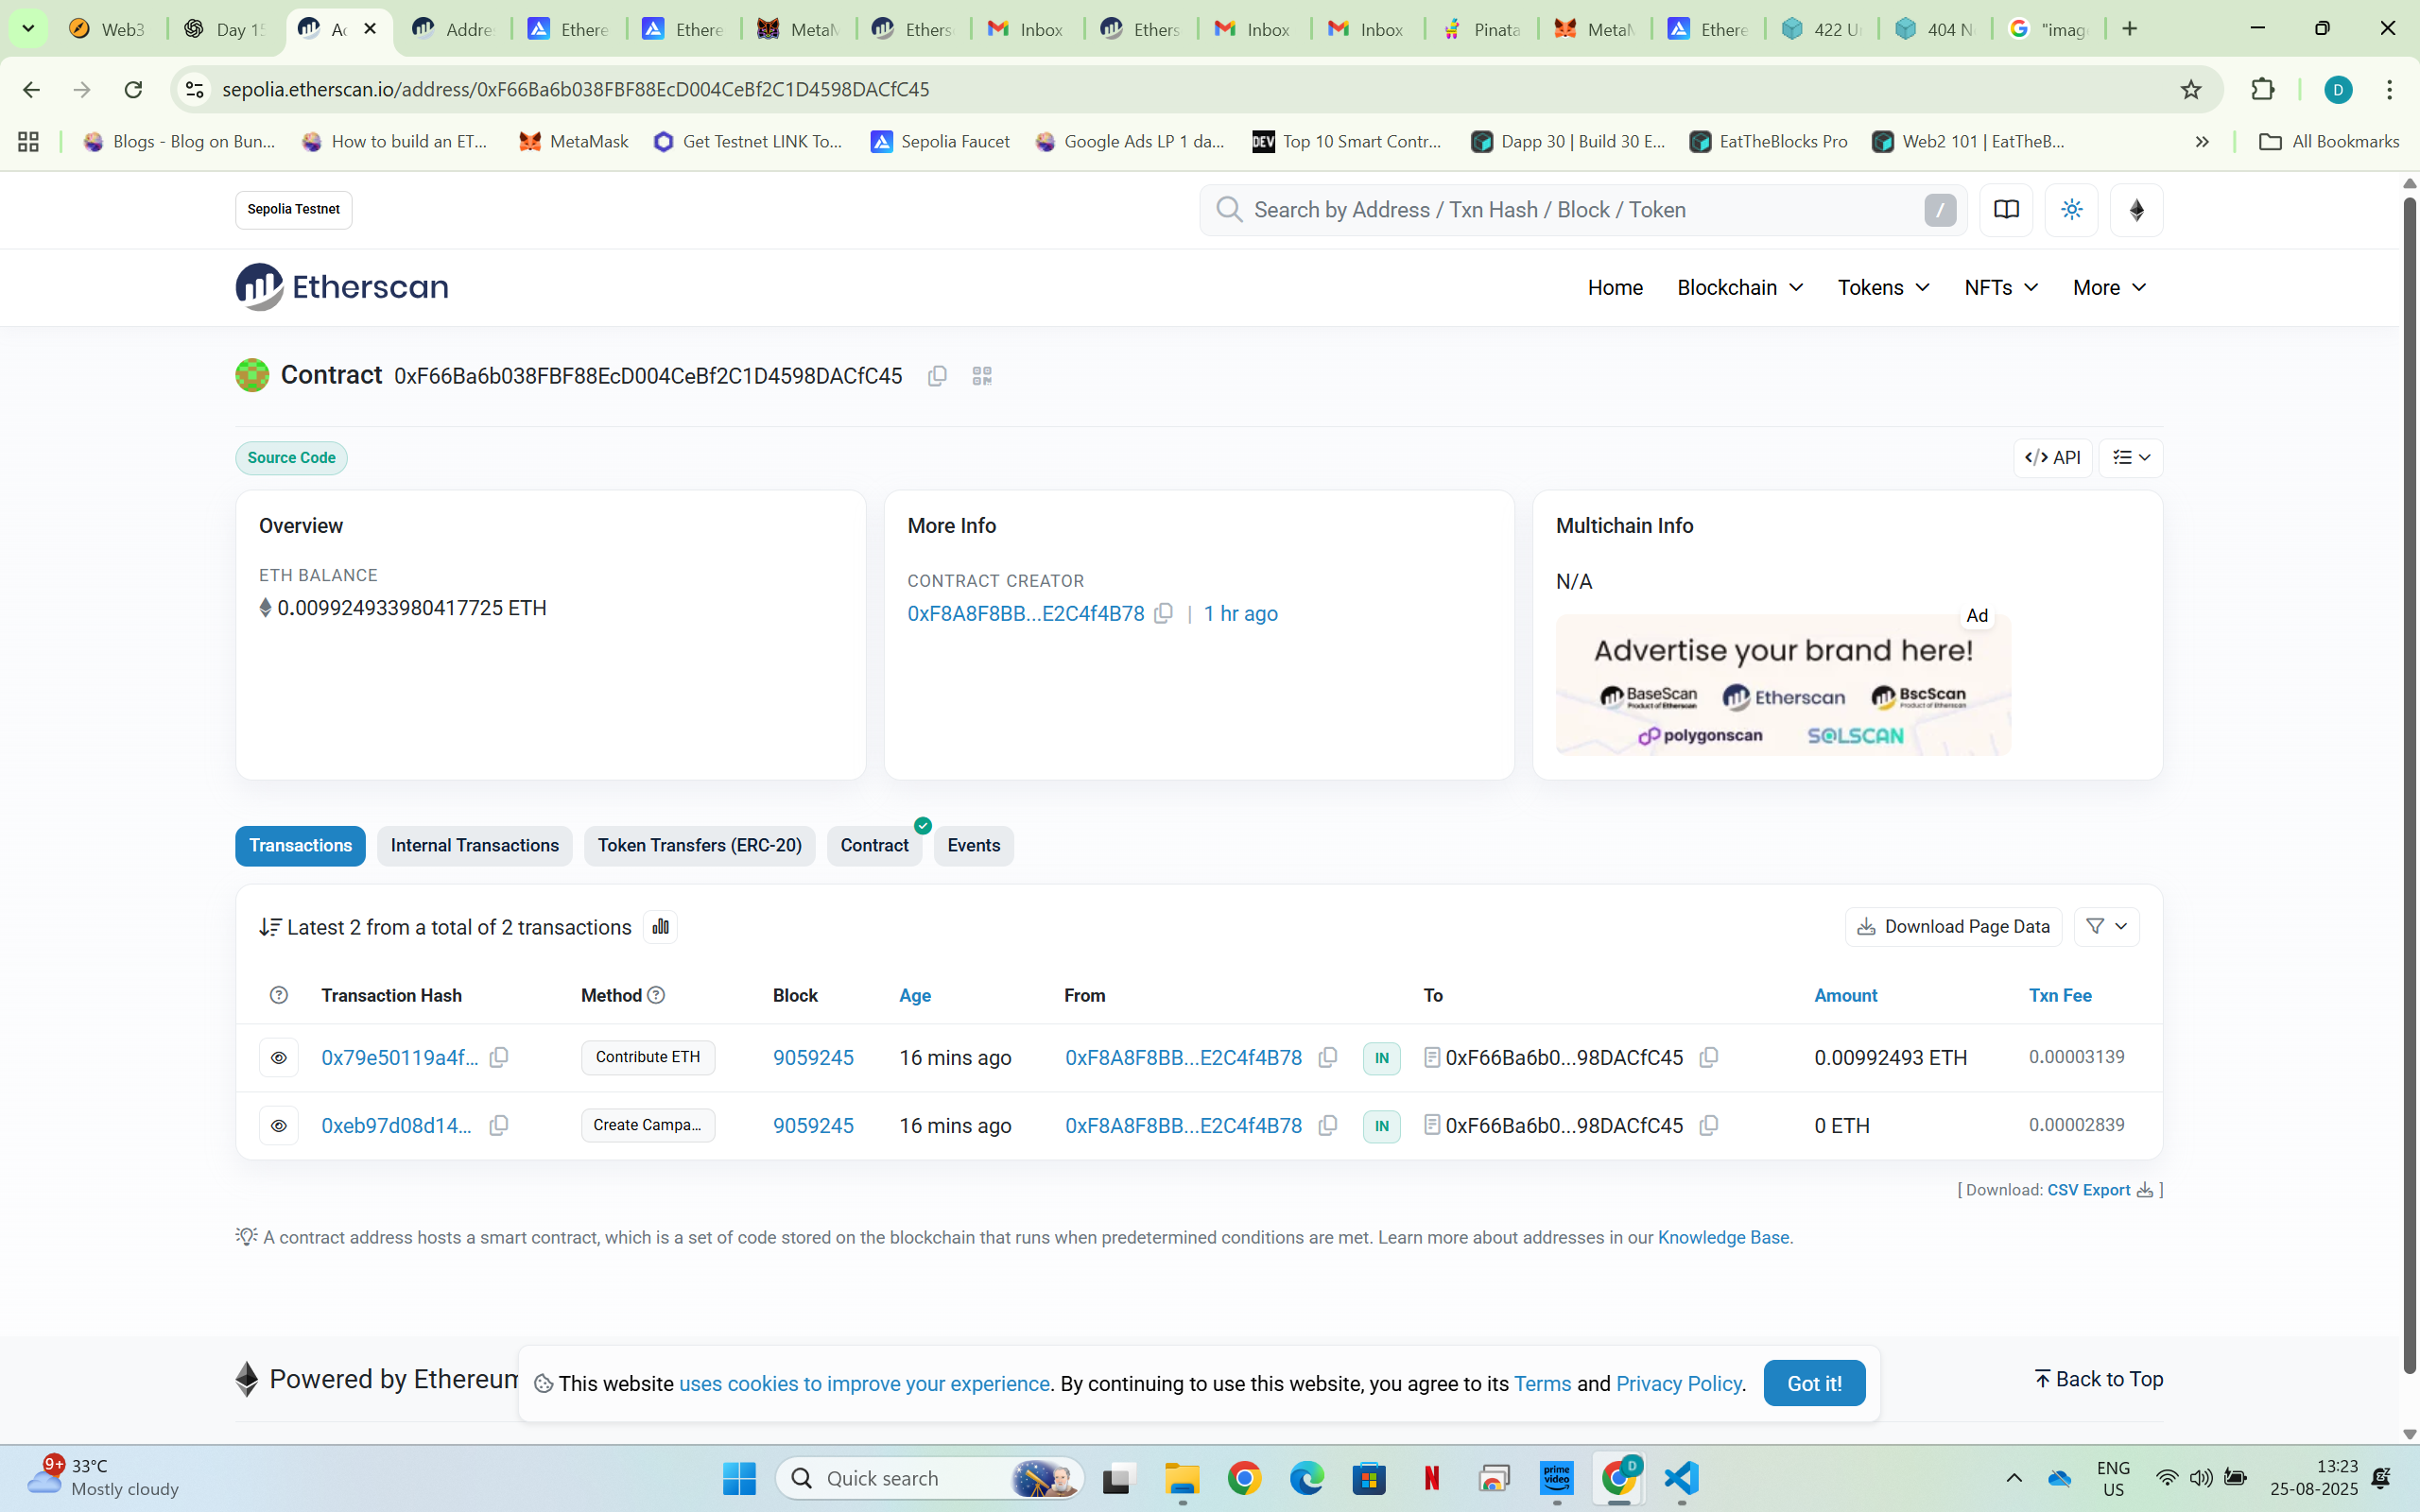 Web3
Day 15
Ac
Addre
Ethere
Ethere
MetaM
Ethers
Inbox
Ethers
Inbox
Inbox
Pinata
MetaM
Ethere
422 U
404 N
"imag
sepolia.etherscan.io/address/0xF66Ba6b038FBF88EcD004CeBf2C1D4598DACfC45
D
Blogs - Blog on Bun...
How to build an ET...
MetaMask
Get Testnet LINK To...
Sepolia Faucet
Google Ads LP 1 da...
DEV
Top 10 Smart Contr...
Dapp 30 | Build 30 E...
EatTheBlocks Pro
Web2 101 | EatTheB...
All Bookmarks
Sepolia Testnet
Search by Address / Txn Hash / Block / Token
/
Etherscan
Home
Blockchain
Tokens
NFTs
More
Contract 0xF66Ba6b038FBF88EcD004CeBf2C1D4598DACfC45
Source Code
</> API
Overview
ETH BALANCE
0.009924933980417725 ETH
More Info
CONTRACT CREATOR
0xF8A8F8BB...E2C4f4B78 | 1 hr ago
Multichain Info
N/A
Ad
Advertise your brand here!
BaseScan
Product of Etherscan
Etherscan
BscScan
Product of Etherscan
polygonscan
SOLSCAN
Transactions
Internal Transactions
Token Transfers (ERC-20)
Contract
Events
Latest 2 from a total of 2 transactions
Download Page Data
Transaction Hash Method Block Age From To Amount Txn Fee
0x79e50119a4f... Contribute ETH 9059245 16 mins ago 0xF8A8F8BB...E2C4f4B78 IN 0xF66Ba6b0...98DACfC45 0.00992493 ETH 0.00003139
0xeb97d08d14... Create Campa... 9059245 16 mins ago 0xF8A8F8BB...E2C4f4B78 IN 0xF66Ba6b0...98DACfC45 0 ETH 0.00002839
[ Download: CSV Export ]
A contract address hosts a smart contract, which is a set of code stored on the blockchain that runs when predetermined conditions are met. Learn more about addresses in our Knowledge Base.
Powered by Ethereum
This website uses cookies to improve your experience. By continuing to use this website, you agree to its Terms and Privacy Policy.
Got it!
Back to Top
9+
33°C
Mostly cloudy
Quick search
N
prime
video
D
ENG
US
13:23
25-08-2025